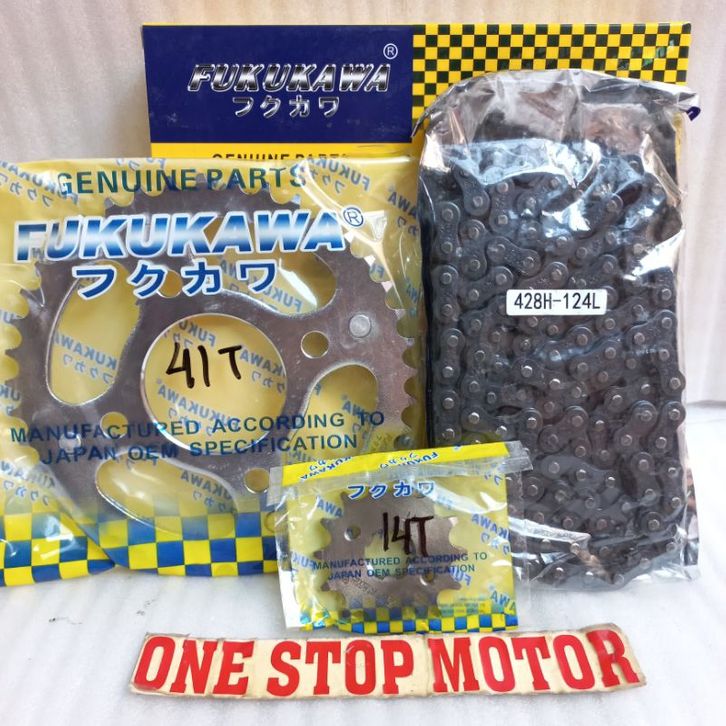 FUKUKAWA®
フクカワ
GENUINE PARTS
GENUINE PARTS
FUKUKAWA®
フクカワ
41T
MANUFACTURED ACCORDING TO
JAPAN OEM SPECIFICATION
428H-124L
フクカワ
14T
MANUFACTURED ACCORDING TO
JAPAN OEM SPECIFICATION
ONE STOP MOTOR